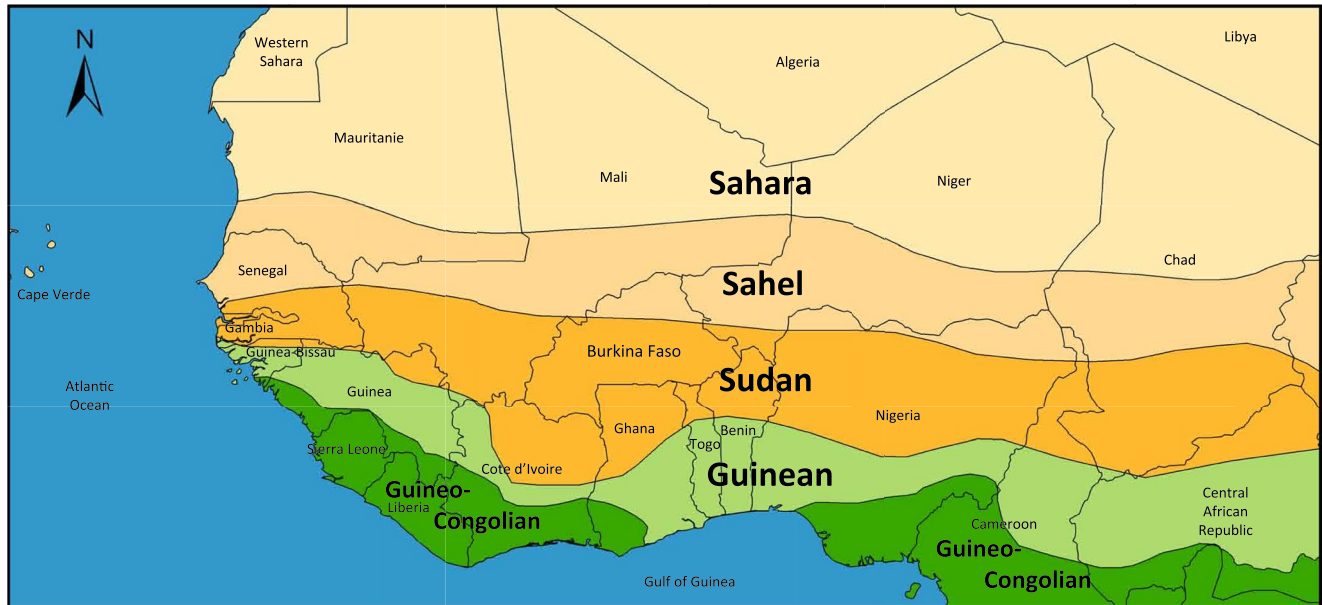 N
Western
Sahara
Algeria
Libya
Mauritanie
Mali
Sahara
Niger
Chad
Senegal
Sahel
Cape Verde
Gambia
Guinea-Bissau
Burkina Faso
Atlantic
Ocean
Guinea
Sudan
Nigeria
Ghana
Benin
Togo
Sierra Leone
Cote d’Ivoire
Guinean
Guineo-
Liberia
Congolian
Central
African
Republic
Cameroon
Guineo-
Congolian
Gulf of Guinea